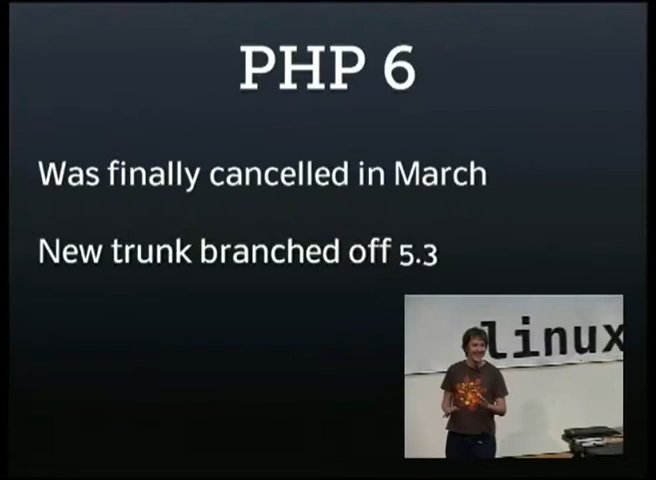 PHP 6
Was finally cancelled in March
New trunk branched off 5.3
linux